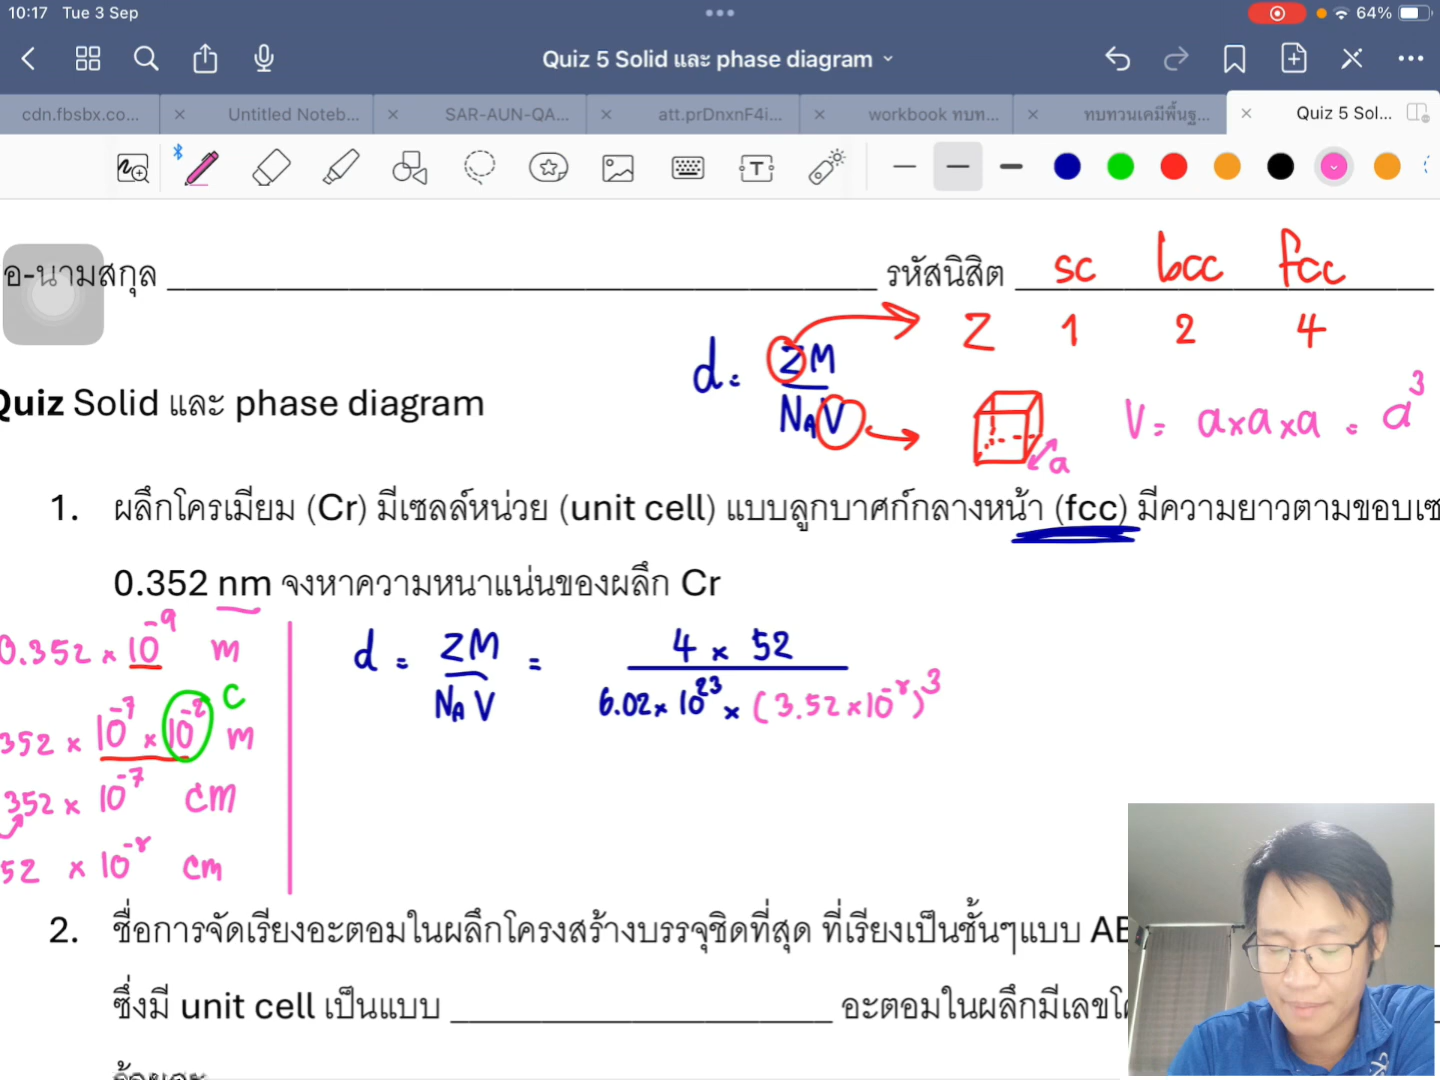 10:17 Tue 3 Sep 64%
Quiz 5 Solid และ phase diagram
cdn.fbsbx.co... Untitled Noteb... SAR-AUN-QA... att.prDnxnF4i... workbook ทบท... ทบทวนเคมีพื้นฐ... Quiz 5 Sol...
อ-นามสกุล รหัสนิสิต
sc bcc fcc
Z 1 2 4
d = ZM / NAV
V = a×a×a = a³
a
Quiz Solid และ phase diagram
1. ผลึกโครเมียม (Cr) มีเซลล์หน่วย (unit cell) แบบลูกบาศก์กลางหน้า (fcc) มีความยาวตามขอบเซ
0.352 nm จงหาความหนาแน่นของผลึก Cr
0.352 × 10⁻⁹ m
352 × 10⁻⁷ × 10⁻² m c
352 × 10⁻⁷ cm
52 × 10⁻⁸ cm
d = ZM / NAV = 4 × 52 / 6.02 × 10²³ × (3.52 × 10⁻⁸)³
2. ชื่อการจัดเรียงอะตอมในผลึกโครงสร้างบรรจุชิดที่สุด ที่เรียงเป็นชั้นๆแบบ AB
ซึ่งมี unit cell เป็นแบบ อะตอมในผลึกมีเลขโค